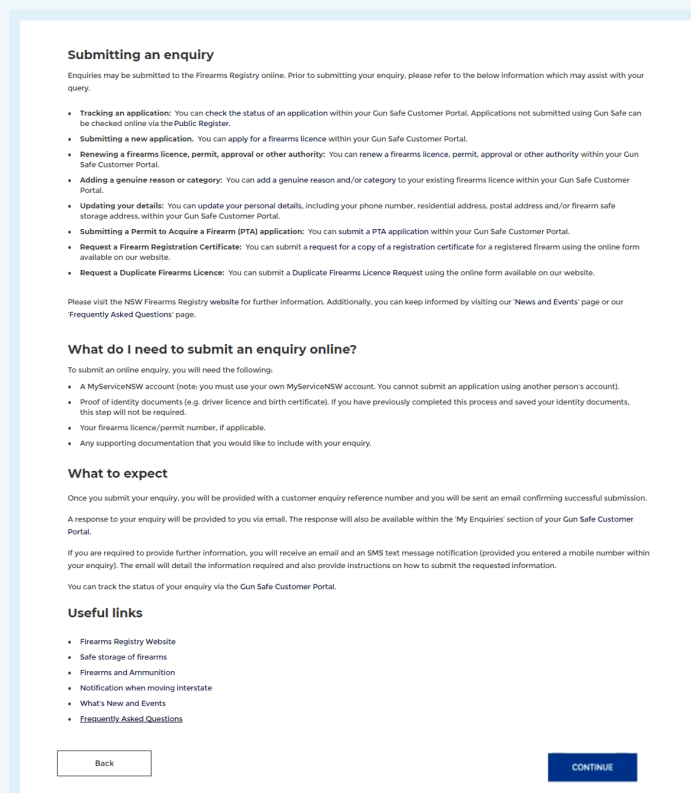 Submitting an enquiry
Enquiries may be submitted to the Firearms Registry online. Prior to submitting your enquiry, please refer to the below information which may assist with your
query.
• Tracking an application: You can check the status of an application within your Gun Safe Customer Portal. Applications not submitted using Gun Safe can
be checked online via the Public Register.
• Submitting a new application. You can apply for a firearms licence within your Gun Safe Customer Portal.
• Renewing a firearms licence, permit, approval or other authority: You can renew a firearms licence, permit, approval or other authority within your Gun
Safe Customer Portal.
• Adding a genuine reason or category: You can add a genuine reason and/or category to your existing firearms licence within your Gun Safe Customer
Portal.
• Updating your details: You can update your personal details, including your phone number, residential address, postal address and/or firearm safe
storage address, within your Gun Safe Customer Portal.
• Submitting a Permit to Acquire a Firearm (PTA) application: You can submit a PTA application within your Gun Safe Customer Portal.
• Request a Firearm Registration Certificate: You can submit a request for a copy of a registration certificate for a registered firearm using the online form
available on our website.
• Request a Duplicate Firearms Licence: You can submit a Duplicate Firearms Licence Request using the online form available on our website.
Please visit the NSW Firearms Registry website for further information. Additionally, you can keep informed by visiting our 'News and Events' page or our
'Frequently Asked Questions' page.
What do I need to submit an enquiry online?
To submit an online enquiry, you will need the following:
• A MyServiceNSW account (note: you must use your own MyServiceNSW account. You cannot submit an application using another person's account).
• Proof of identity documents (e.g. driver licence and birth certificate). If you have previously completed this process and saved your identity documents,
this step will not be required.
• Your firearms licence/permit number, if applicable.
• Any supporting documentation that you would like to include with your enquiry.
What to expect
Once you submit your enquiry, you will be provided with a customer enquiry reference number and you will be sent an email confirming successful submission.
A response to your enquiry will be provided to you via email. The response will also be available within the 'My Enquiries' section of your Gun Safe Customer
Portal.
If you are required to provide further information, you will receive an email and an SMS text message notification (provided you entered a mobile number within
your enquiry). The email will detail the information required and also provide instructions on how to submit the requested information.
You can track the status of your enquiry via the Gun Safe Customer Portal.
Useful links
• Firearms Registry Website
• Safe storage of firearms
• Firearms and Ammunition
• Notification when moving interstate
• What's New and Events
• Frequently Asked Questions
Back
CONTINUE